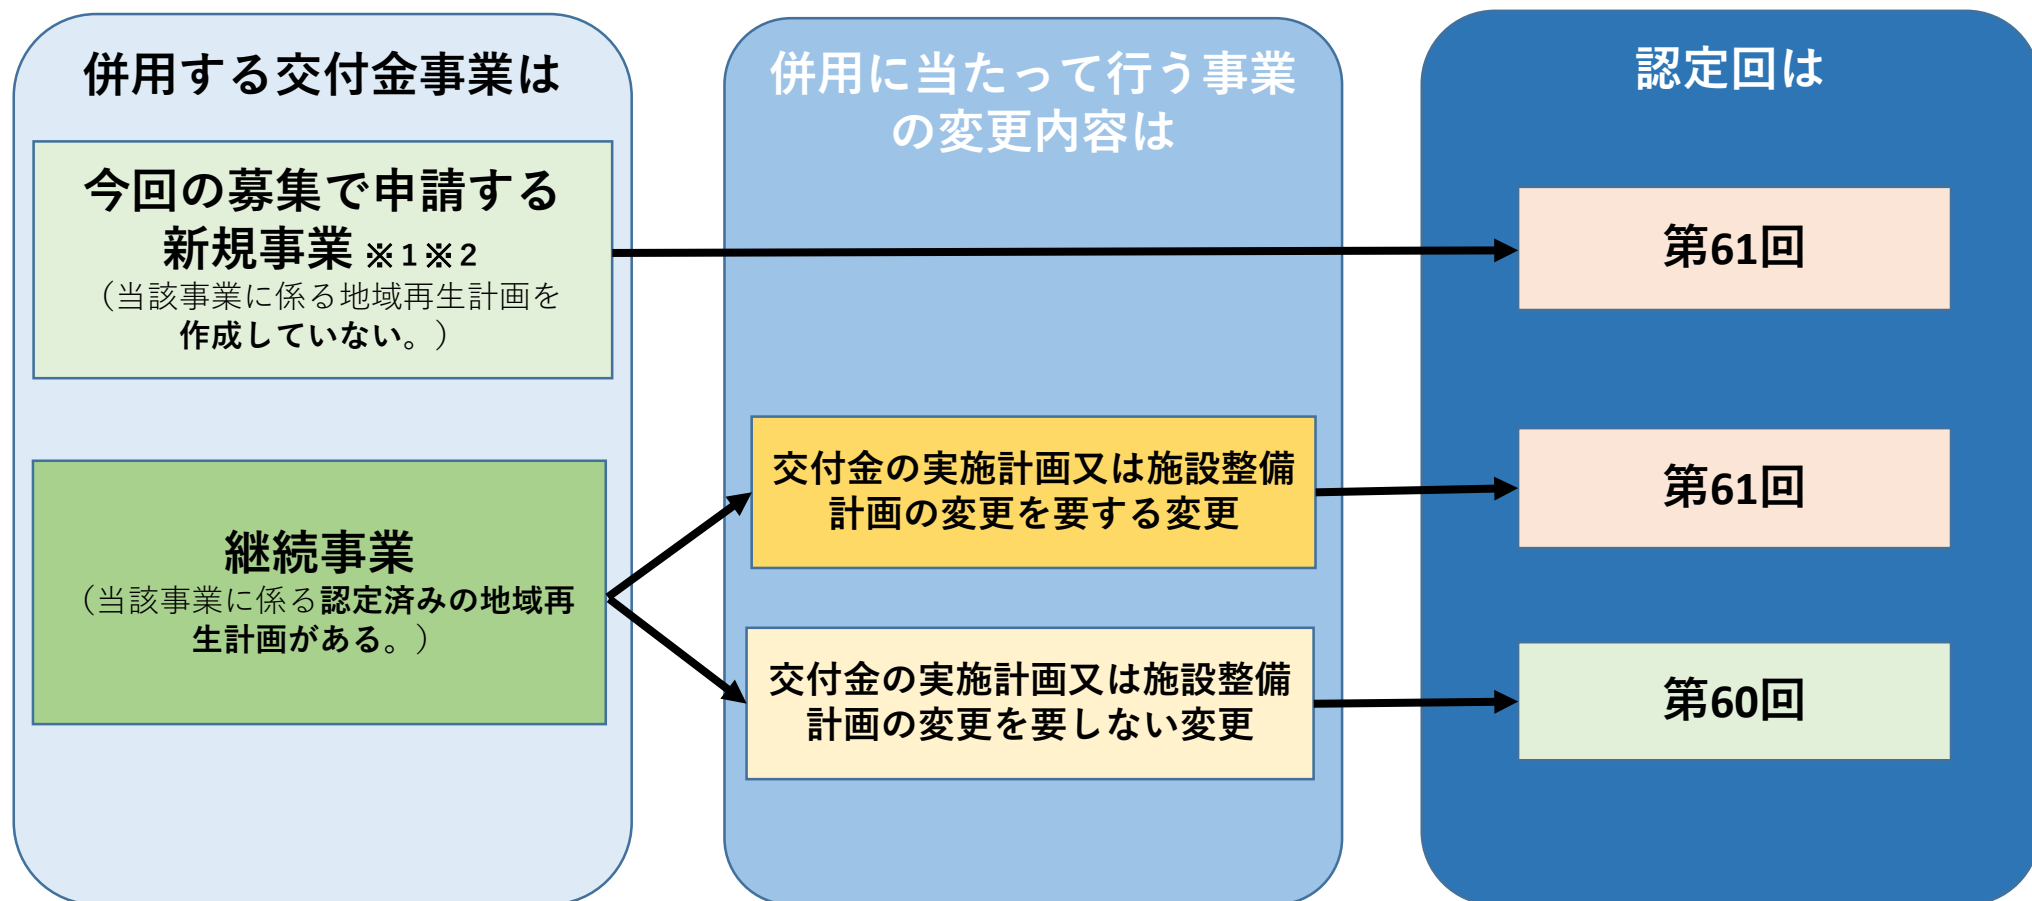 併用する交付金事業は
今回の募集で申請する
新規事業 ※1※2
（当該事業に係る地域再生計画を
作成していない。）
継続事業
（当該事業に係る認定済みの地域再
生計画がある。）
併用に当たって行う事業
の変更内容は
交付金の実施計画又は施設整備
計画の変更を要する変更
交付金の実施計画又は施設整備
計画の変更を要しない変更
認定回は
第61回
第61回
第60回